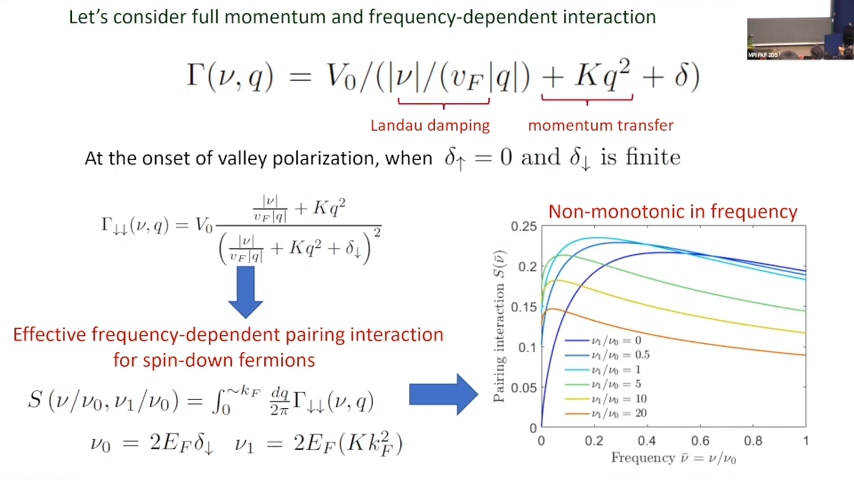 Let's consider full momentum and frequency-dependent interaction
Γ(ν, q) = V₀/(|ν|/(v_F|q|) + Kq² + δ)
Landau damping
momentum transfer
At the onset of valley polarization, when δ↑ = 0 and δ↓ is finite
Γ↓↓(ν, q) = V₀ (|ν|/(v_F|q|) + Kq²) / (|ν|/(v_F|q|) + Kq² + δ↓)²
Effective frequency-dependent pairing interaction
for spin-down fermions
S (ν/ν₀, ν₁/ν₀) = ∫₀^{∼k_F} dq/2π Γ↓↓(ν, q)
ν₀ = 2E_Fδ↓ ν₁ = 2E_F(Kk_F²)
Non-monotonic in frequency
Pairing interaction S(ν̄)
0.25
0.2
0.15
0.1
0.05
0
ν₁/ν₀ = 0
ν₁/ν₀ = 0.5
ν₁/ν₀ = 1
ν₁/ν₀ = 5
ν₁/ν₀ = 10
ν₁/ν₀ = 20
0 0.2 0.4 0.6 0.8 1
Frequency ν̄ = ν/ν₀